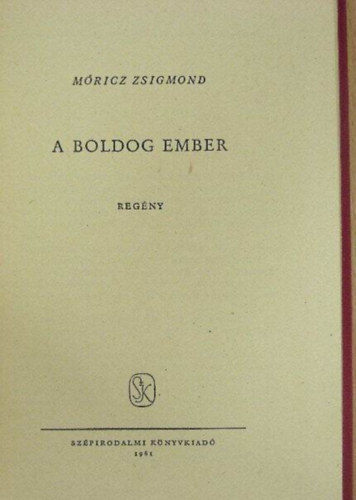 MÓRICZ ZSIGMOND
A BOLDOG EMBER
REGÉNY
SZK
SZÉPIRODALMI KÖNYVKIADÓ
1961